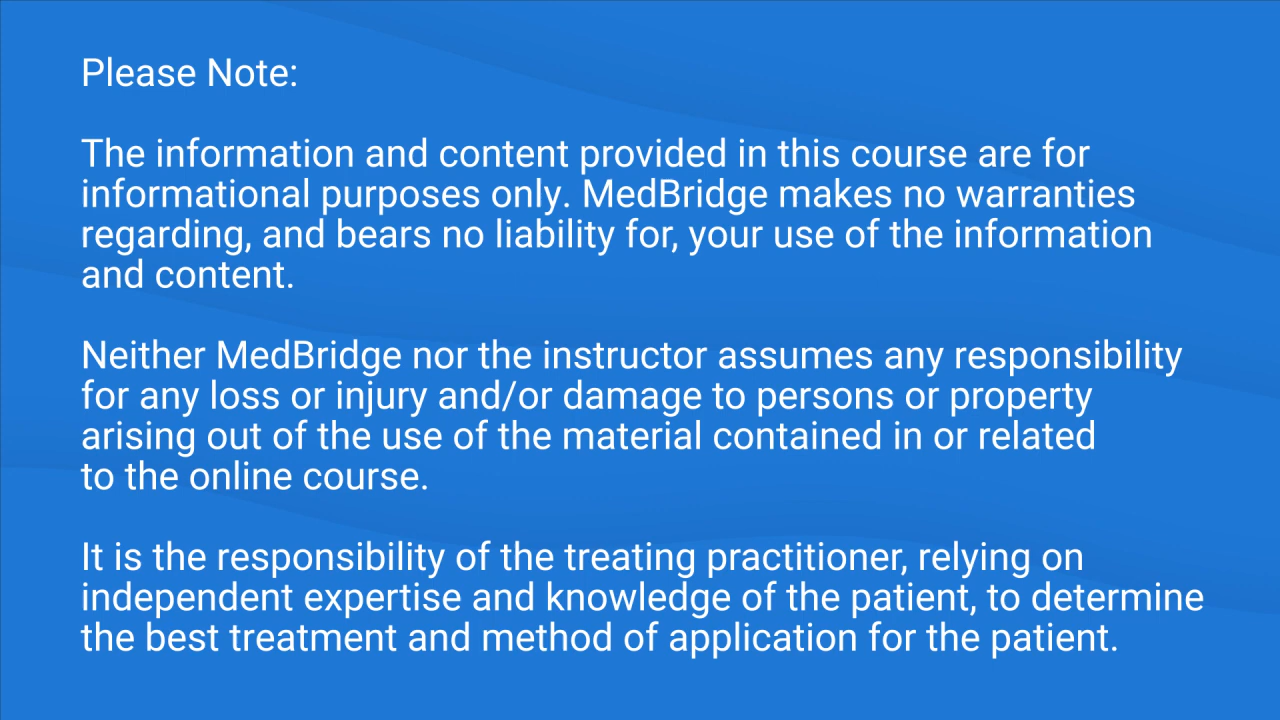 Please Note:
The information and content provided in this course are for
informational purposes only. MedBridge makes no warranties
regarding, and bears no liability for, your use of the information
and content.
Neither MedBridge nor the instructor assumes any responsibility
for any loss or injury and/or damage to persons or property
arising out of the use of the material contained in or related
to the online course.
It is the responsibility of the treating practitioner, relying on
independent expertise and knowledge of the patient, to determine
the best treatment and method of application for the patient.